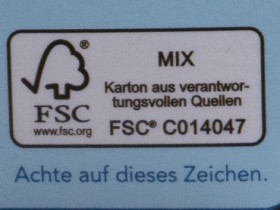 MIX
Karton aus verantwor-
tungsvollen Quellen
FSC® C014047
FSC
www.fsc.org
Achte auf dieses Zeichen.